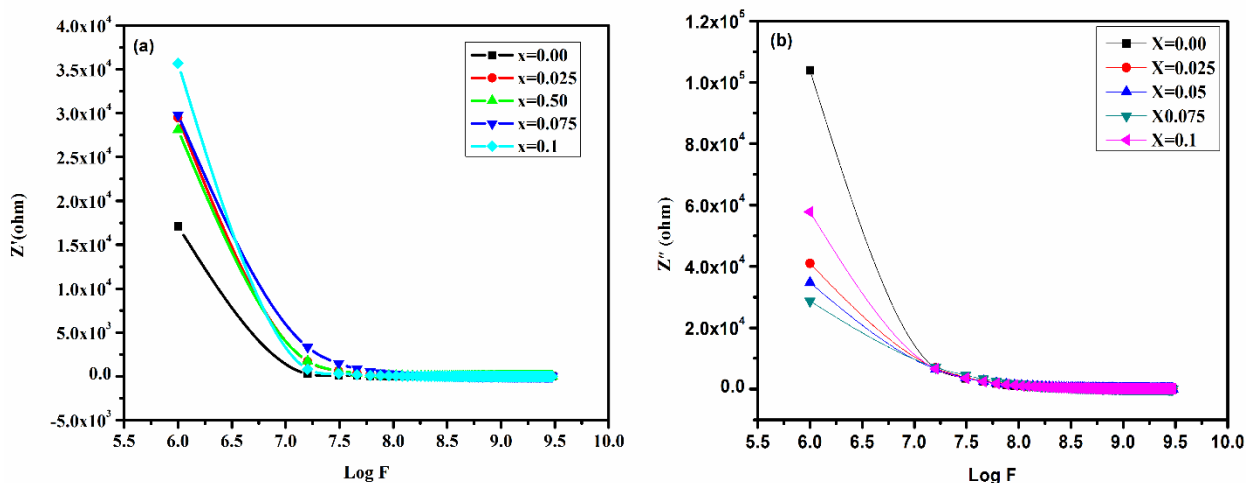 (a)
x=0.00
x=0.025
x=0.50
x=0.075
x=0.1
4.0x10⁴
3.5x10⁴
3.0x10⁴
2.5x10⁴
2.0x10⁴
1.5x10⁴
1.0x10⁴
5.0x10³
0.0
-5.0x10³
Z'(ohm)
5.5 6.0 6.5 7.0 7.5 8.0 8.5 9.0 9.5 10.0
Log F
(b)
X=0.00
X=0.025
X=0.05
X0.075
X=0.1
1.2x10⁵
1.0x10⁵
8.0x10⁴
6.0x10⁴
4.0x10⁴
2.0x10⁴
0.0
Z"(ohm)
5.5 6.0 6.5 7.0 7.5 8.0 8.5 9.0 9.5 10.0
Log F